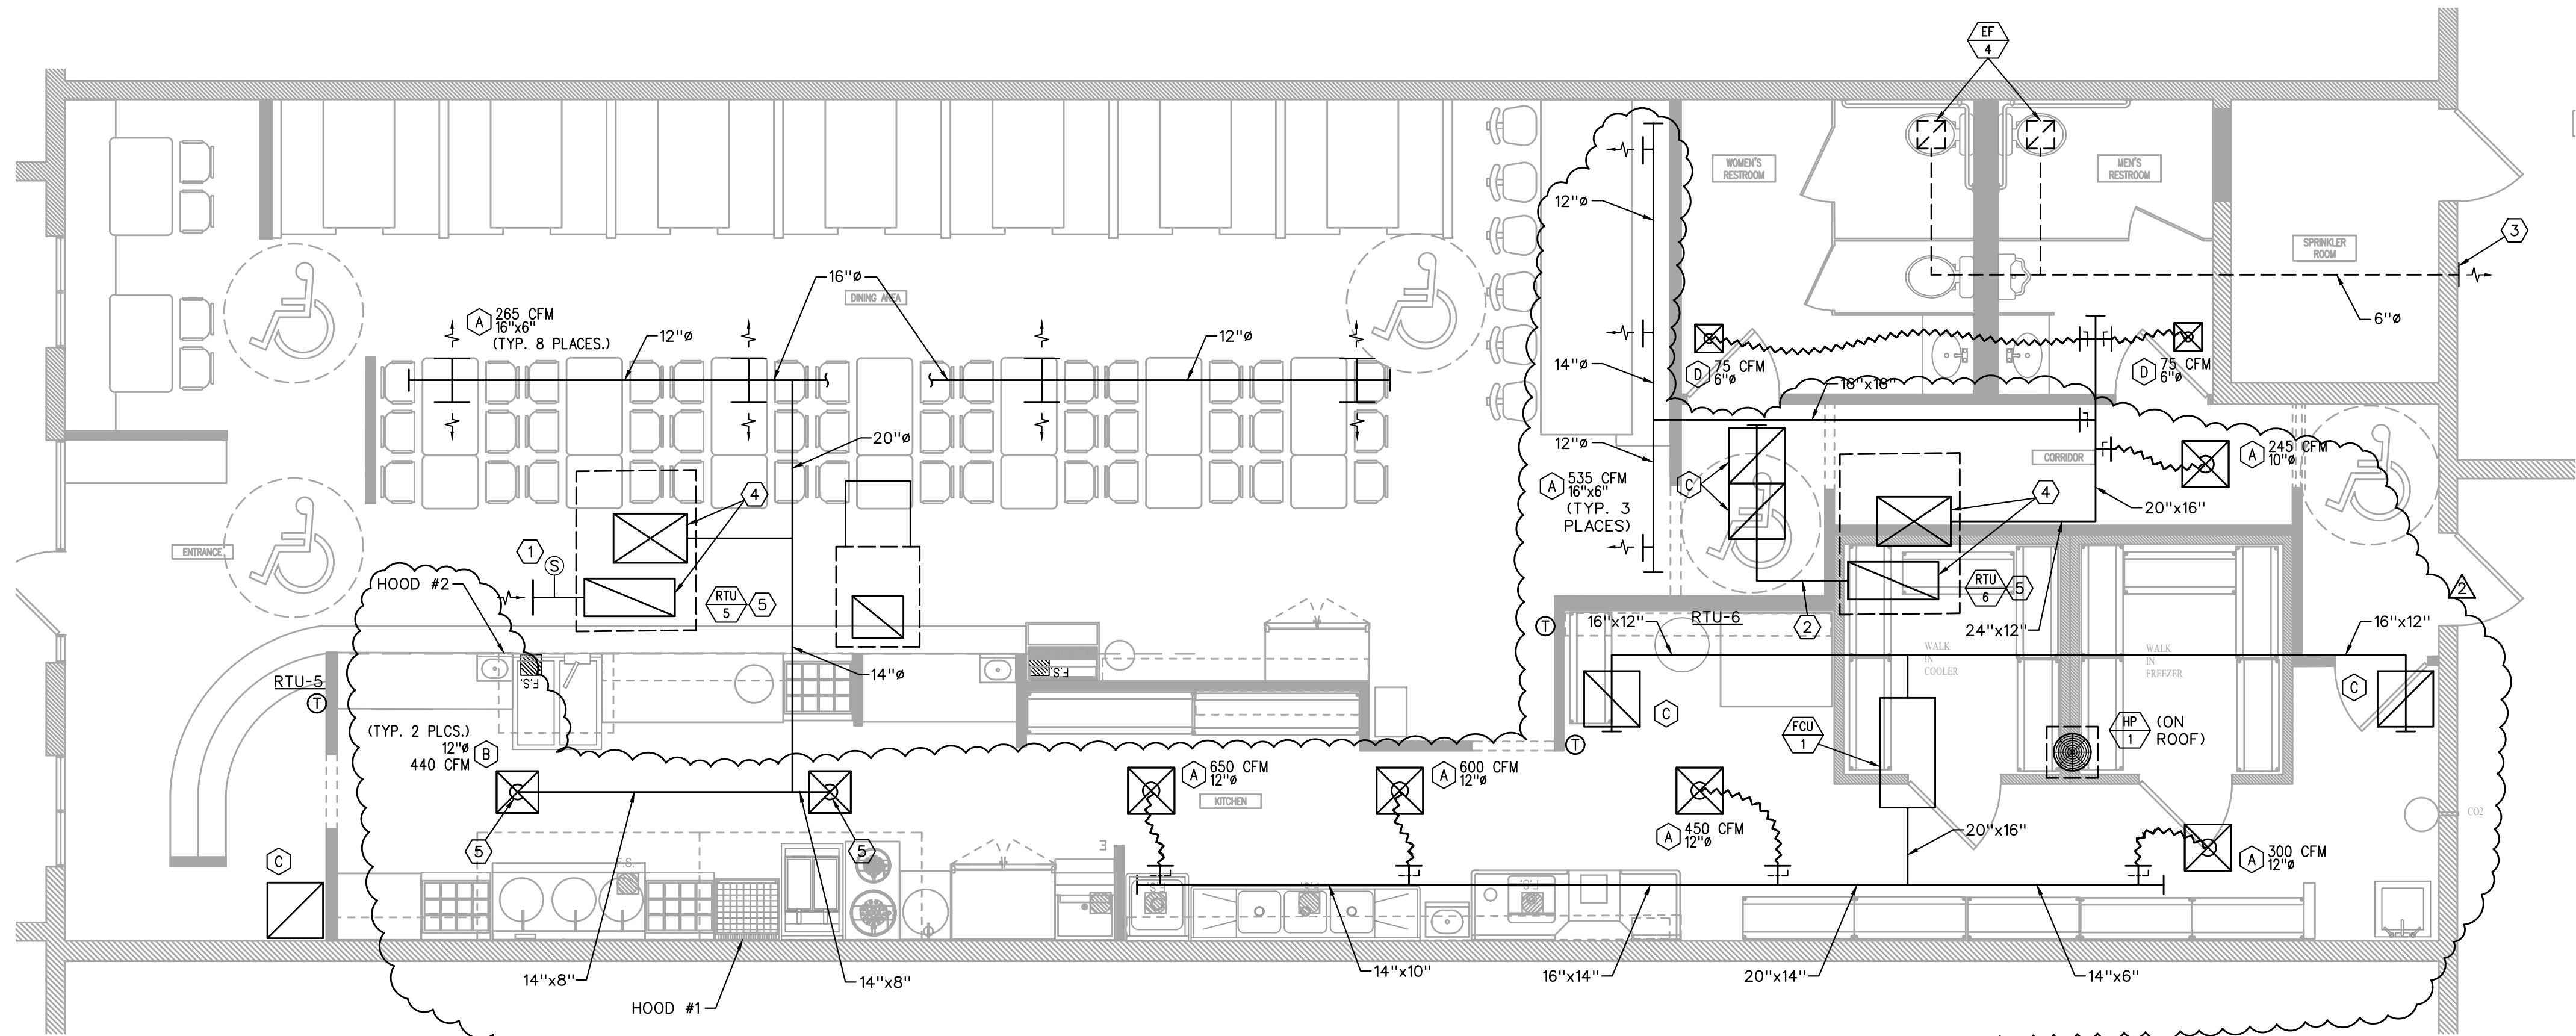 EF
4
WOMEN'S
RESTROOM
MEN'S
RESTROOM
SPRINKLER
ROOM
3
12"ø
6"ø
16"ø
DINING AREA
A
265 CFM
16"x6"
(TYP. 8 PLACES.)
12"ø
12"ø
14"ø
D
75 CFM
6"ø
D
75 CFM
6"ø
18"x18"
20"ø
12"ø
A
535 CFM
16"x6"
(TYP. 3
PLACES)
C
CORRIDOR
A
245 CFM
10"ø
4
4
20"x16"
ENTRANCE
1
S
HOOD #2
RTU
5
5
RTU
6
5
2
T
16"x12"
RTU-6
2
24"x12"
16"x12"
WALK
IN
COOLER
WALK
IN
FREEZER
F.S.
F.S.
RTU-5
T
14"ø
C
C
(TYP. 2 PLCS.)
12"ø
440 CFM
B
T
FCU
1
HP
1
(ON
ROOF)
A
650 CFM
12"ø
A
600 CFM
12"ø
KITCHEN
A
450 CFM
12"ø
20"x16"
CO2
5
5
C
A
300 CFM
12"ø
F.S.
E
F.S.
14"x8"
14"x8"
14"x10"
16"x14"
20"x14"
14"x6"
HOOD #1